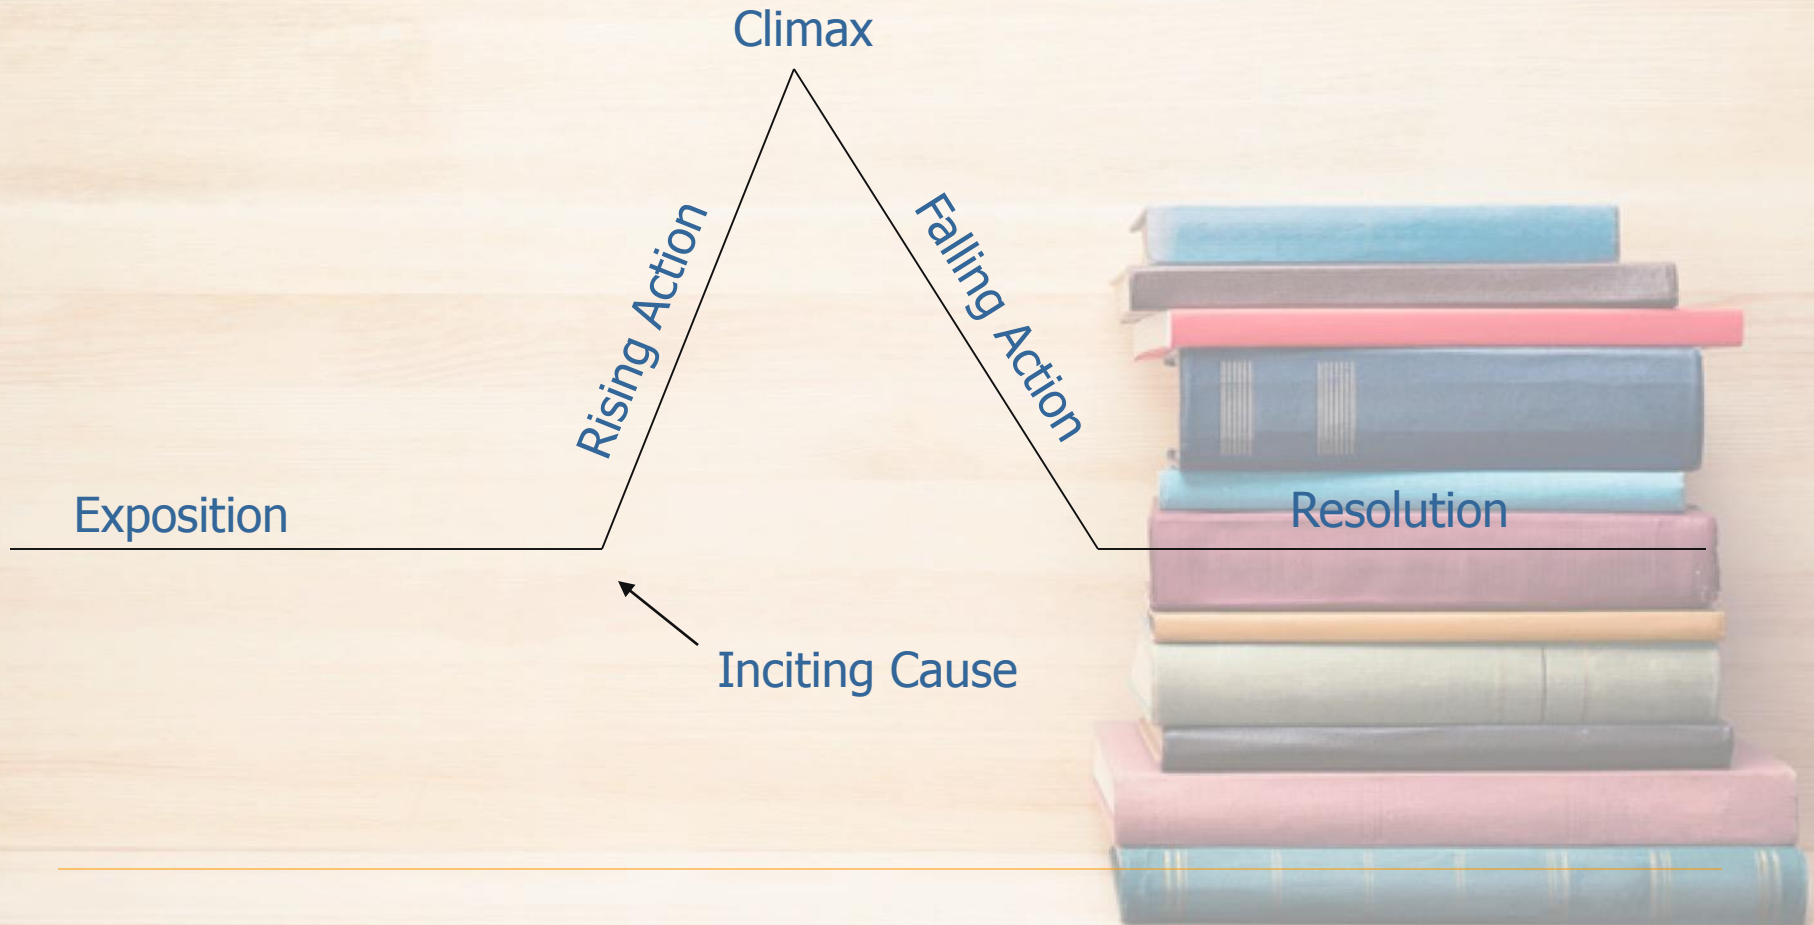 Climax
Rising Action
Falling Action
Exposition
Resolution
Inciting Cause